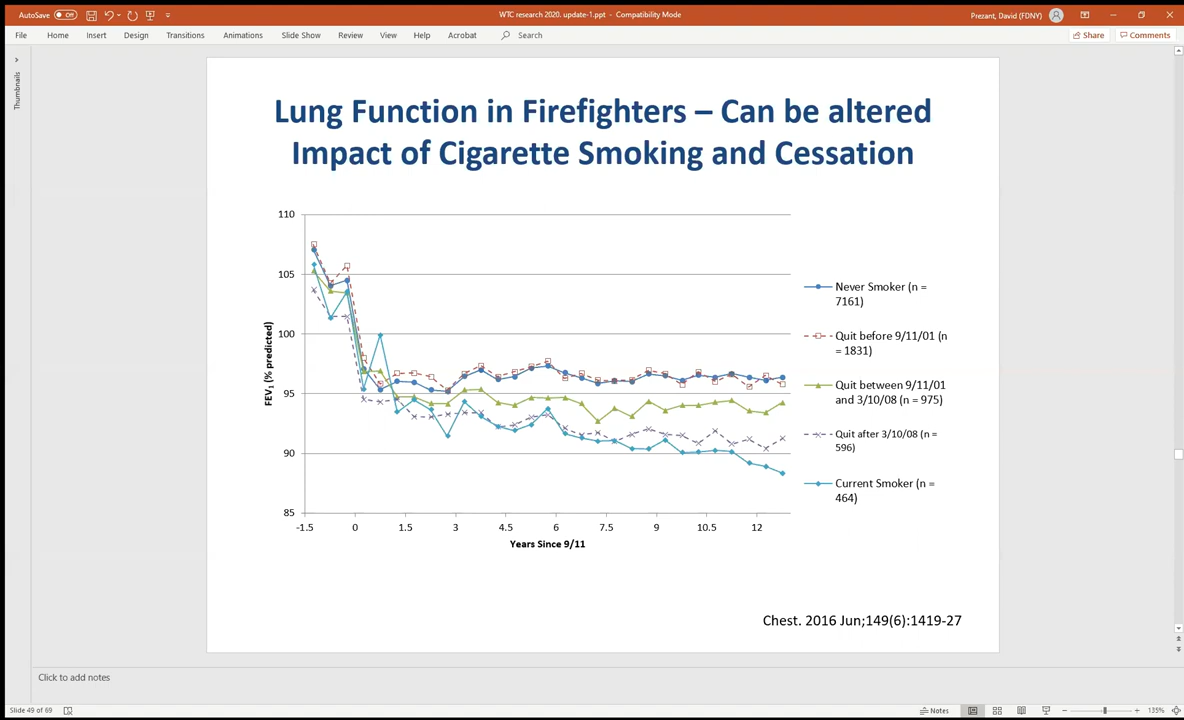 AutoSave Off
WTC research 2020. update-1.ppt - Compatibility Mode
Prezant, David (FDNY)
File Home Insert Design Transitions Animations Slide Show Review View Help Acrobat Search
Share Comments
Thumbnails
Lung Function in Firefighters – Can be altered
Impact of Cigarette Smoking and Cessation
110
105
100
95
90
85
FEV1 (% predicted)
-1.5 0 1.5 3 4.5 6 7.5 9 10.5 12
Years Since 9/11
Never Smoker (n =
7161)
Quit before 9/11/01 (n
= 1831)
Quit between 9/11/01
and 3/10/08 (n = 975)
Quit after 3/10/08 (n =
596)
Current Smoker (n =
464)
Chest. 2016 Jun;149(6):1419-27
Click to add notes
Slide 49 of 69
Notes
135%